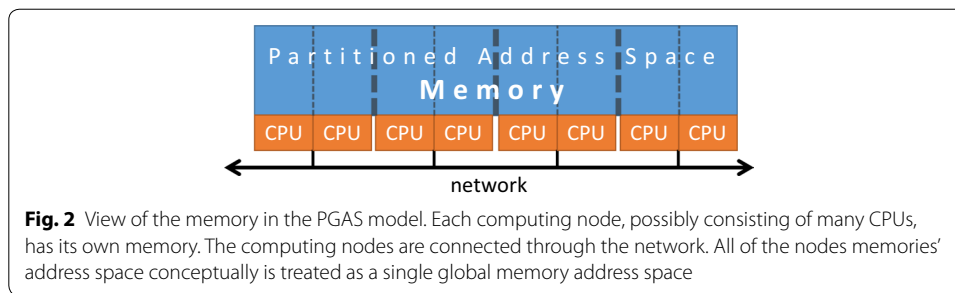 Partitioned Address Space
Memory
CPU CPU CPU CPU CPU CPU CPU CPU
network
Fig. 2 View of the memory in the PGAS model. Each computing node, possibly consisting of many CPUs,
has its own memory. The computing nodes are connected through the network. All of the nodes memories’
address space conceptually is treated as a single global memory address space